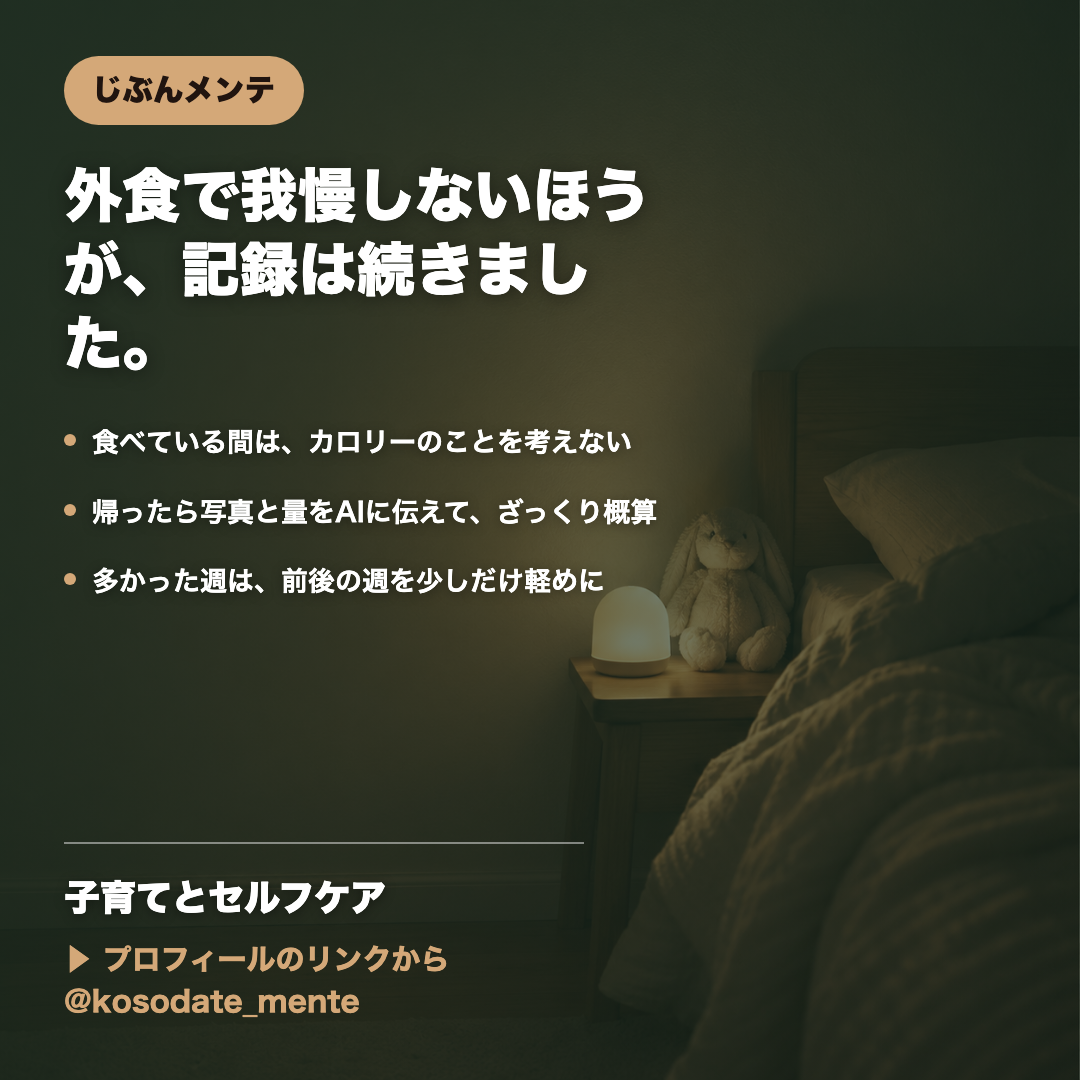 じぶんメンテ
外食で我慢しないほう
が、記録は続きまし
た。
食べている間は、カロリーのことを考えない
帰ったら写真と量をAIに伝えて、ざっくり概算
多かった週は、前後の週を少しだけ軽めに
子育てとセルフケア
▶ プロフィールのリンクから
@kosodate_mente